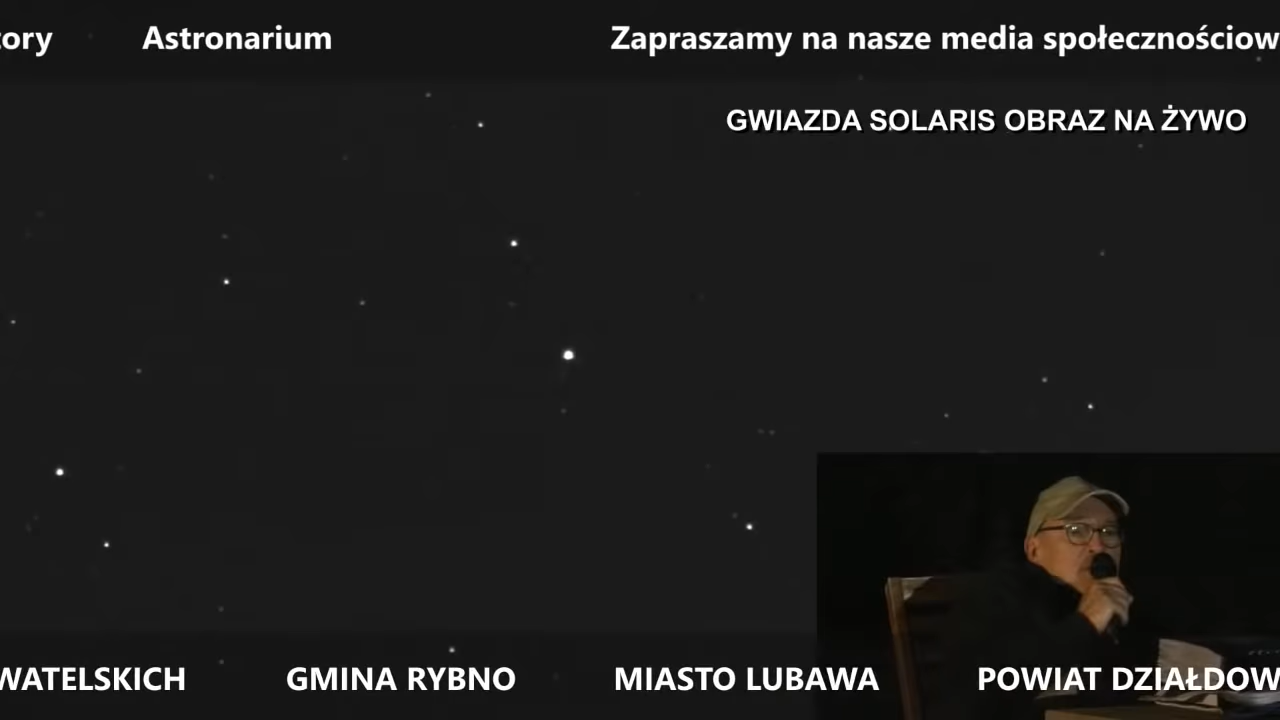 tory Astronarium Zapraszamy na nasze media społecznościow
GWIAZDA SOLARIS OBRAZ NA ŻYWO
WATELSKICH GMINA RYBNO MIASTO LUBAWA POWIAT DZIAŁDOW